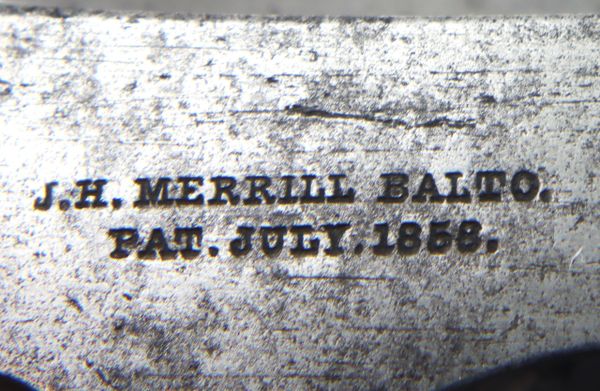 J.H. MERRILL BALTO.
PAT. JULY. 1858.